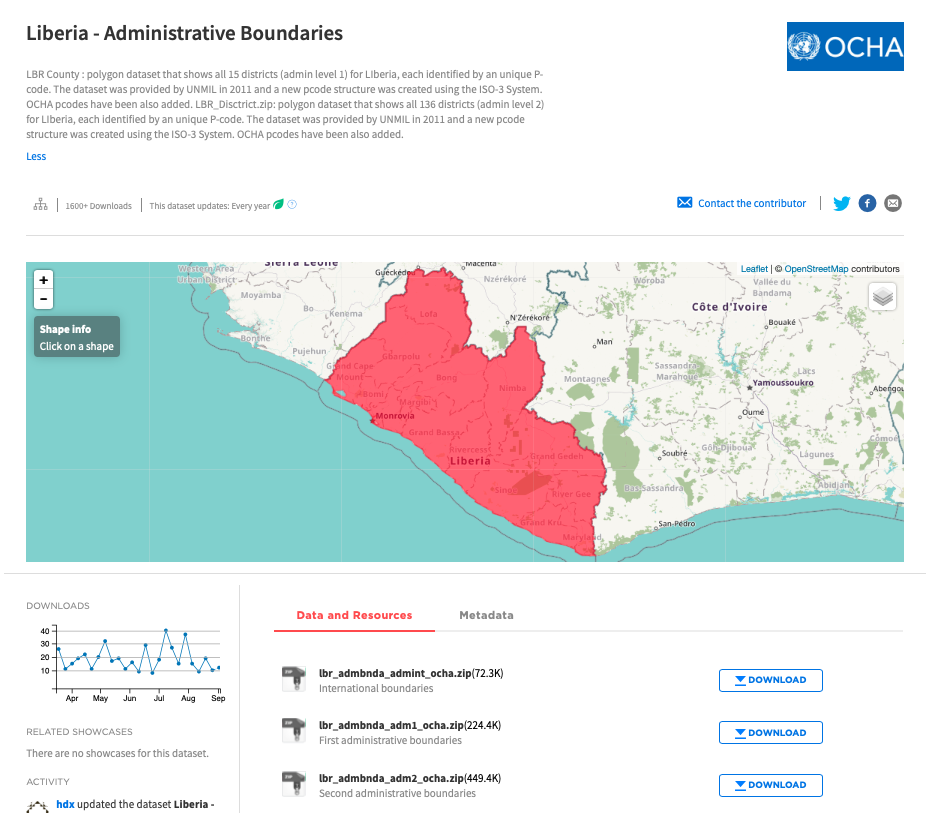 Liberia - Administrative Boundaries
OCHA
LBR County : polygon dataset that shows all 15 districts (admin level 1) for LIberia, each identified by an unique P-
code. The dataset was provided by UNMIL in 2011 and a new pcode structure was created using the ISO-3 System.
OCHA pcodes have been also added. LBR_Disctrict.zip: polygon dataset that shows all 136 districts (admin level 2)
for LIberia, each identified by an unique P-code. The dataset was provided by UNMIL in 2011 and a new pcode
structure was created using the ISO-3 System. OCHA pcodes have been also added.
Less
1600+ Downloads
This dataset updates: Every year
Contact the contributor
+
-
Shape info
Click on a shape
Leaflet | © OpenStreetMap contributors
Western Area
Urban District
Sierra Leone
Guéckédo
Macenta
Nzérékoré
Woroba
Vallée du
Bandama
Moyamba
Bo
Kenema
Lofa
N'Zérékoré
Côte d'Ivoire
Bouaké
Bonthe
Pujehun
Man
Gbarpolu
Grand Cape
Mount
Bong
Nimba
Montagnes
Sassandra
Marahoué
Lacs
Yamoussoukro
Abengou
Bomi
Margibi
Monrovia
Oumé
Grand Bassa
Rivercess
Liberia
Grand Gedeh
Soubré
Gôh-Djiboua
Lagunes
Comoé
Sinoe
River Gee
Bas-Sassandra
Abidjan
Grand Kru
Maryland
San-Pédro
DOWNLOADS
40
30
20
10
Apr May Jun Jul Aug Sep
RELATED SHOWCASES
There are no showcases for this dataset.
ACTIVITY
hdx updated the dataset Liberia -
Data and Resources
Metadata
ZIP
lbr_admbnda_admint_ocha.zip(72.3K)
International boundaries
DOWNLOAD
ZIP
lbr_admbnda_adm1_ocha.zip(224.4K)
First administrative boundaries
DOWNLOAD
ZIP
lbr_admbnda_adm2_ocha.zip(449.4K)
Second administrative boundaries
DOWNLOAD